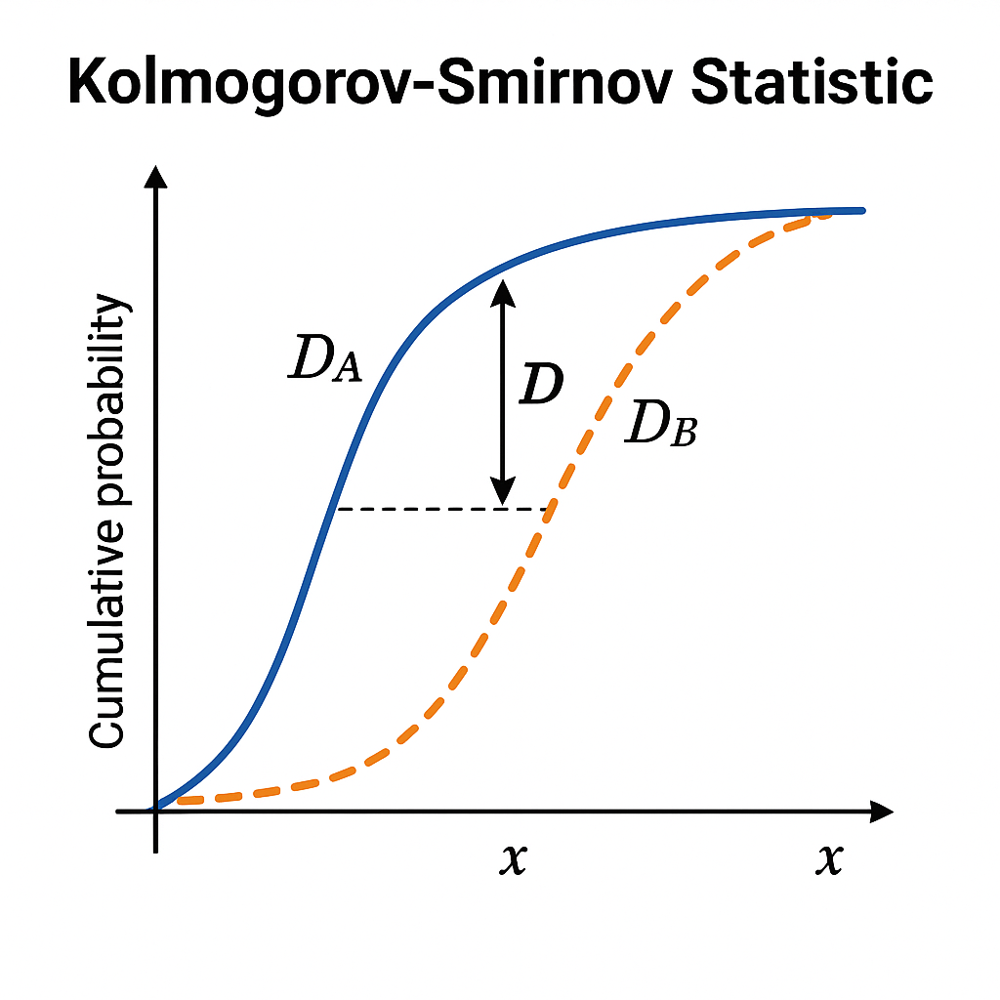 Kolmogorov-Smirnov Statistic
Cumulative probability
D_A
D
D_B
x
x